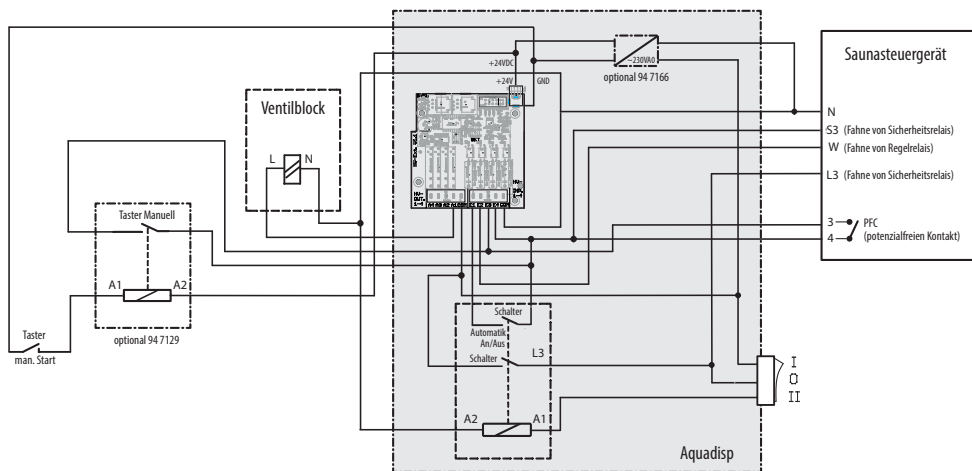 Saunasteuergerät
+24VDC
~230VAC
+24V
GND
optional 94 7166
Ventilblock
N
S3 (Fahne von Sicherheitsrelais)
W (Fahne von Regelrelais)
L
N
L3 (Fahne von Sicherheitsrelais)
Taster Manuell
3
PFC
4
(potenzialfreien Kontakt)
A1
A2
Schalter
Taster
man. Start
optional 94 7129
Automatik
An/Aus
L3
Schalter
I
O
II
A2
A1
Aquadisp